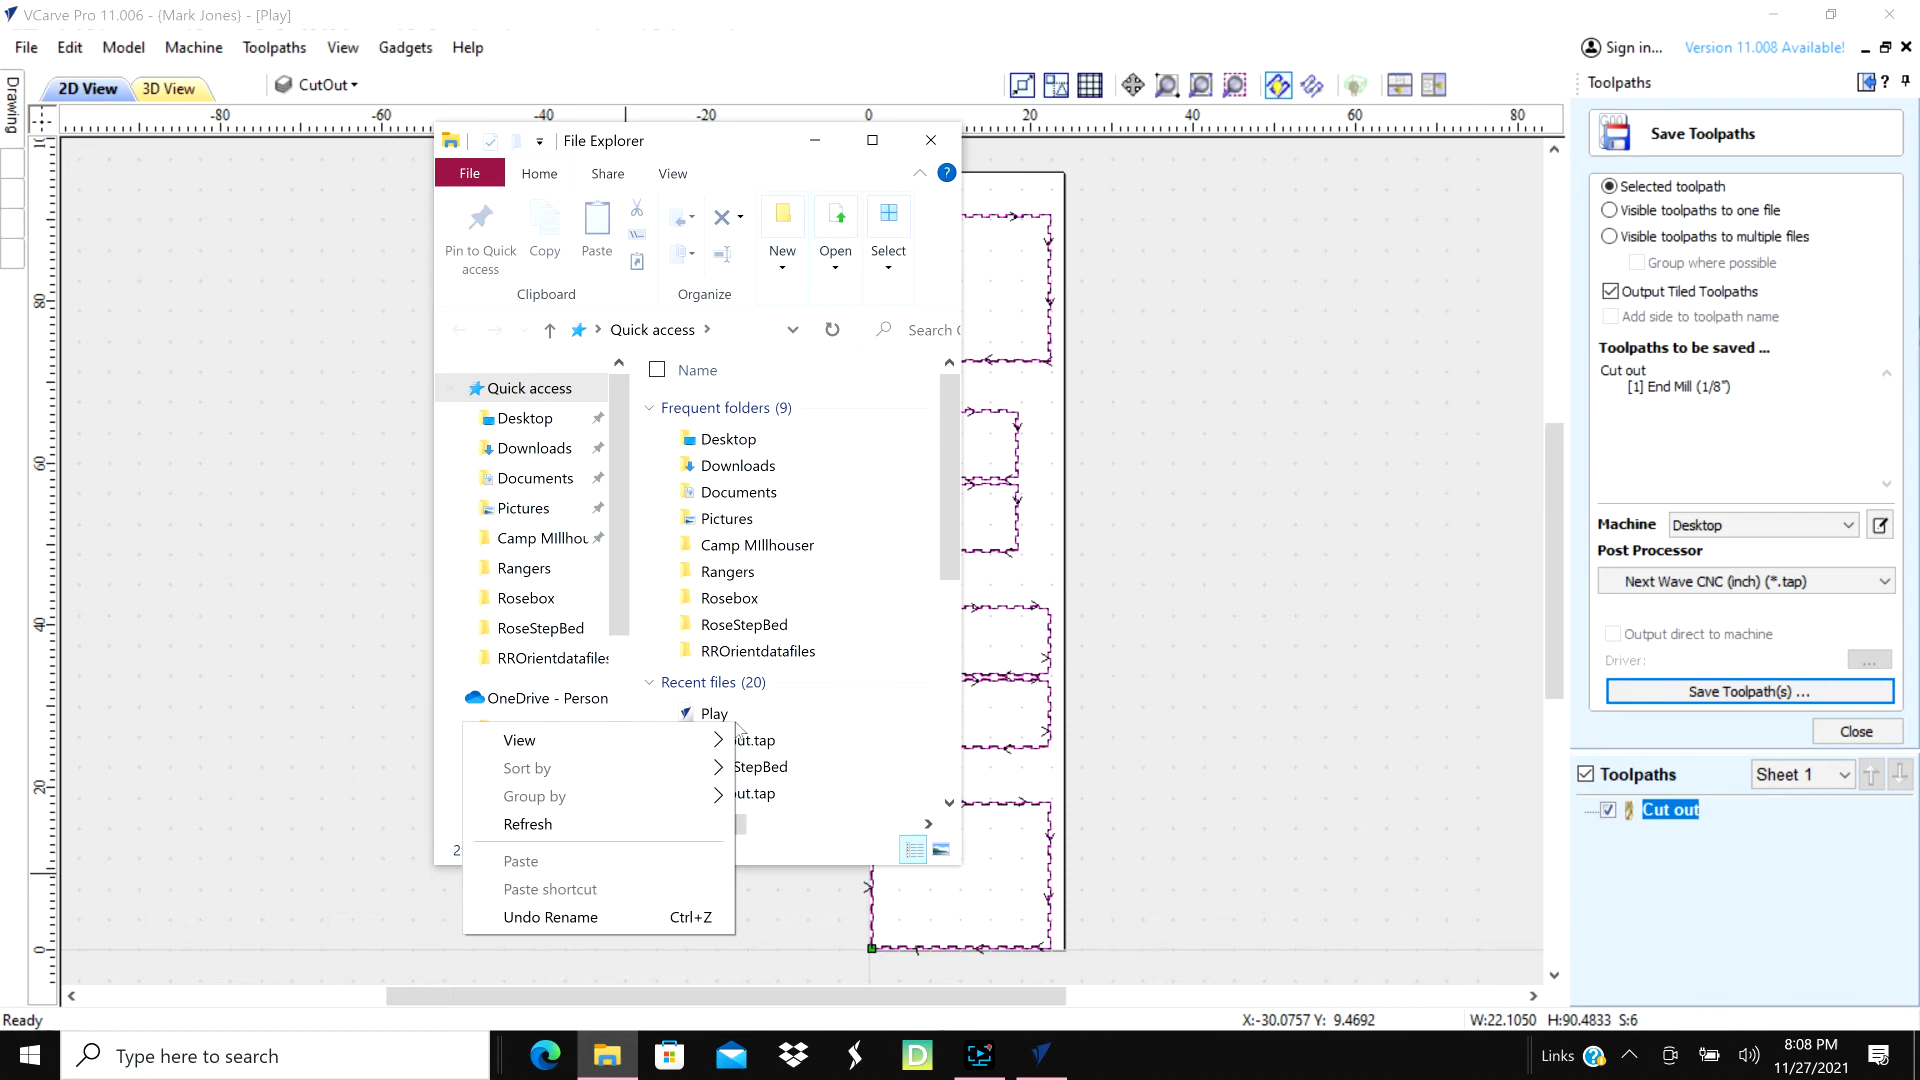 VCarve Pro 11.006 - {Mark Jones} - [Play]
File Edit Model Machine Toolpaths View Gadgets Help
Sign in... Version 11.008 Available!
Drawing
2D View 3D View CutOut
Toolpaths ?
-80 -60 -40 -20 0 20 40 60 80
80
60
40
20
0
File Explorer
File Home Share View ?
Pin to Quick access
Copy
Paste
New
Open
Select
Clipboard
Organize
Quick access
Search
Quick access
Desktop
Downloads
Documents
Pictures
Camp MIllhou
Rangers
Rosebox
RoseStepBed
RROrientdatafiles
OneDrive - Person
Name
Frequent folders (9)
Desktop
Downloads
Documents
Pictures
Camp MIllhouser
Rangers
Rosebox
RoseStepBed
RROrientdatafiles
Recent files (20)
Play
out.tap
StepBed
out.tap
2
View
Sort by
Group by
Refresh
Paste
Paste shortcut
Undo Rename Ctrl+Z
Save Toolpaths
Selected toolpath
Visible toolpaths to one file
Visible toolpaths to multiple files
Group where possible
Output Tiled Toolpaths
Add side to toolpath name
Toolpaths to be saved ...
Cut out
[1] End Mill (1/8")
Machine Desktop
Post Processor
Next Wave CNC (inch) (*.tap)
Output direct to machine
Driver: ...
Save Toolpath(s) ...
Close
Toolpaths Sheet 1
Cut out
Ready
X:-30.0757 Y: 9.4692
W:22.1050 H:90.4833 S:6
Type here to search
Links
8:08 PM
11/27/2021